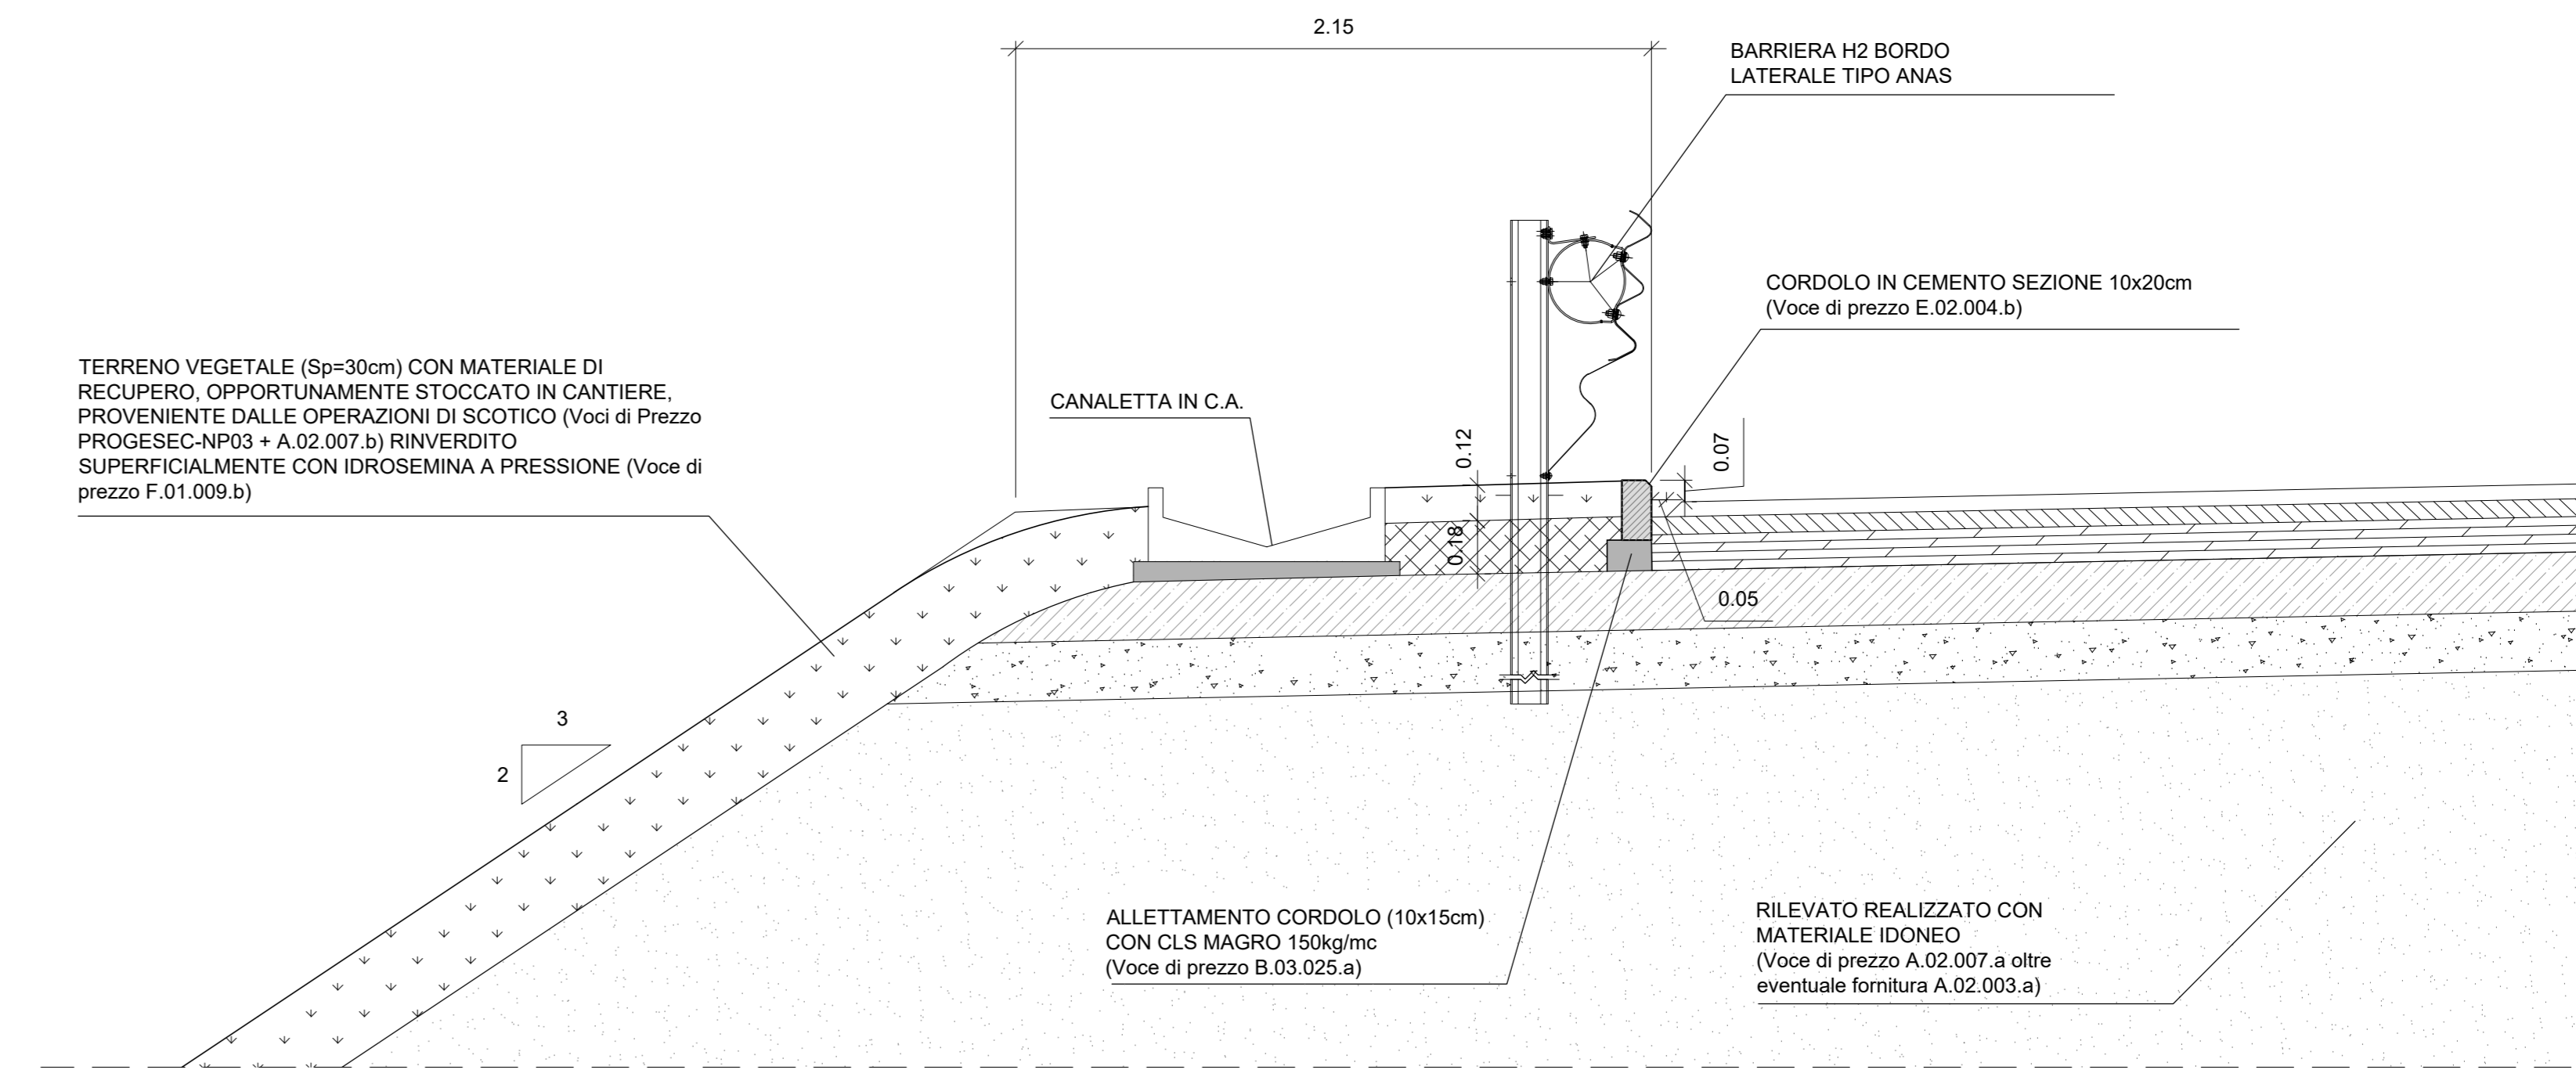 2.15
BARRIERA H2 BORDO
LATERALE TIPO ANAS
CORDOLO IN CEMENTO SEZIONE 10x20cm
(Voce di prezzo E.02.004.b)
TERRENO VEGETALE (Sp=30cm) CON MATERIALE DI
RECUPERO, OPPORTUNAMENTE STOCCATO IN CANTIERE,
PROVENIENTE DALLE OPERAZIONI DI SCOTICO (Voci di Prezzo
PROGESEC-NP03 + A.02.007.b) RINVERDITO
SUPERFICIALMENTE CON IDROSEMINA A PRESSIONE (Voce di
prezzo F.01.009.b)
CANALETTA IN C.A.
0.12
0.07
0.18
0.05
3
2
ALLETTAMENTO CORDOLO (10x15cm)
CON CLS MAGRO 150kg/mc
(Voce di prezzo B.03.025.a)
RILEVATO REALIZZATO CON
MATERIALE IDONEO
(Voce di prezzo A.02.007.a oltre
eventuale fornitura A.02.003.a)